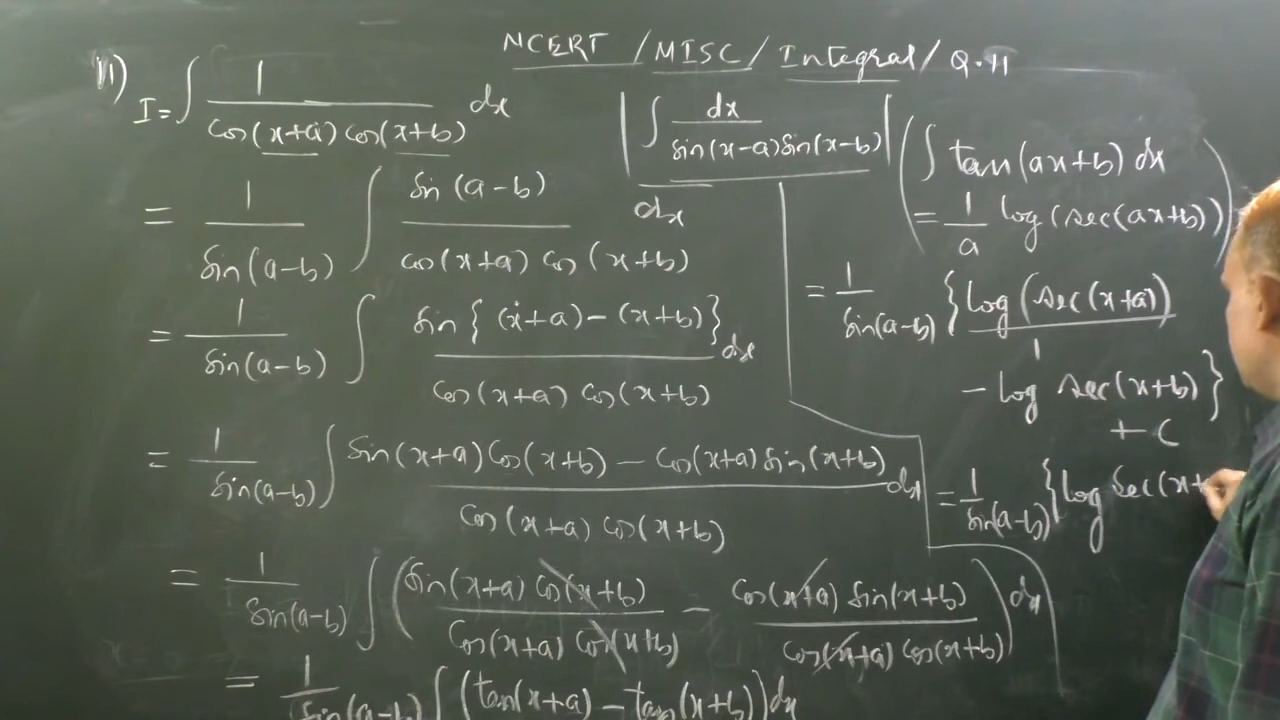 NCERT / MISC / Integral / Q.11
11) I = ∫ 1 / (cos(x+a) cos(x+b)) dx
= 1/sin(a-b) ∫ sin(a-b) / (cos(x+a) cos(x+b)) dx
= 1/sin(a-b) ∫ sin{(x+a)-(x+b)} / (cos(x+a) cos(x+b)) dx
= 1/sin(a-b) ∫ (sin(x+a) cos(x+b) - cos(x+a) sin(x+b)) / (cos(x+a) cos(x+b)) dx
= 1/sin(a-b) ∫ (sin(x+a) cos(x+b) / cos(x+a) cos(x+b) - cos(x+a) sin(x+b) / cos(x+a) cos(x+b)) dx
= 1/sin(a-b) ∫ (tan(x+a) - tan(x+b)) dx
|∫ dx / (sin(x-a) sin(x-b))|
(∫ tan(ax+b) dx
= 1/a log(sec(ax+b)))
= 1/sin(a-b) {log(sec(x+a)) / 1
- log sec(x+b)}
+ C
= 1/sin(a-b) {log sec(x+